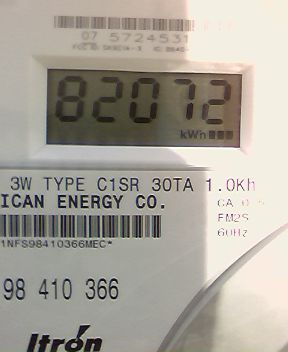 07 5724531
82072
kWh
3W TYPE C1SR 30TA 1.0Kh
ICAN ENERGY CO.
CA 0.5
FM2S
60Hz
1NFS98410366MEC*
98 410 366
Itron